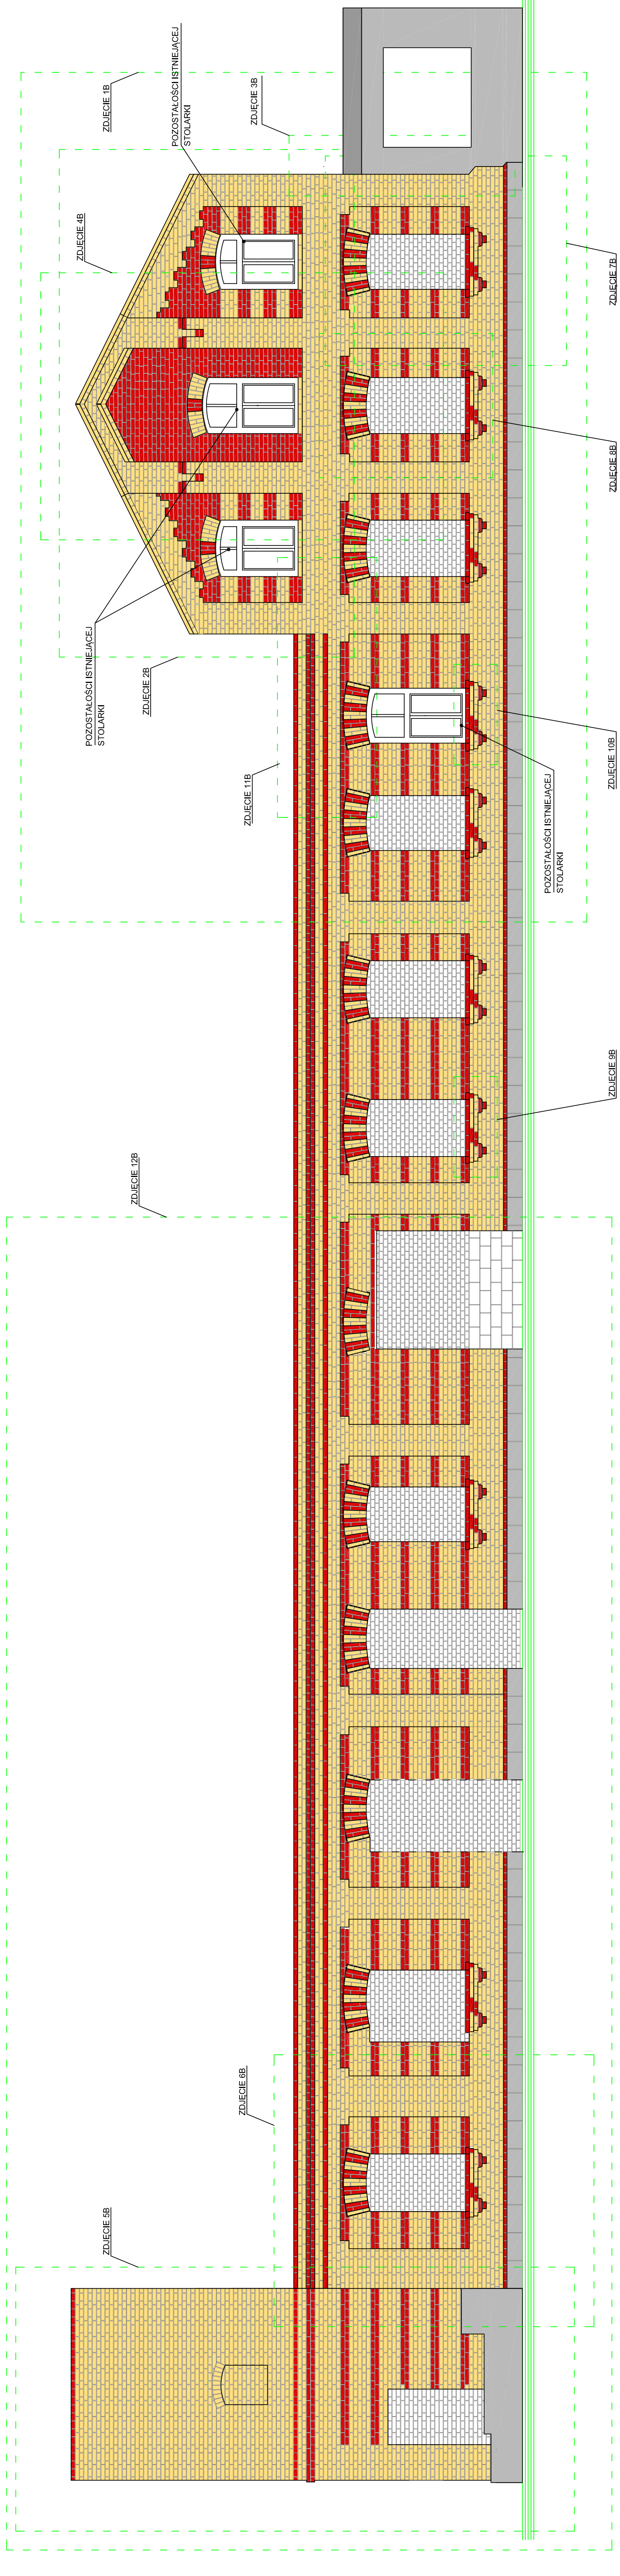 ZDJĘCIE 5B
ZDJĘCIE 6B
ZDJĘCIE 12B
ZDJĘCIE 9B
ZDJĘCIE 11B
POZOSTAŁOŚCI ISTNIEJĄCEJ
STOLARKI
ZDJĘCIE 10B
POZOSTAŁOŚCI ISTNIEJĄCEJ
STOLARKI
ZDJĘCIE 2B
ZDJĘCIE 8B
ZDJĘCIE 4B
ZDJĘCIE 7B
ZDJĘCIE 1B
POZOSTAŁOŚCI ISTNIEJĄCEJ
STOLARKI
ZDJĘCIE 3B